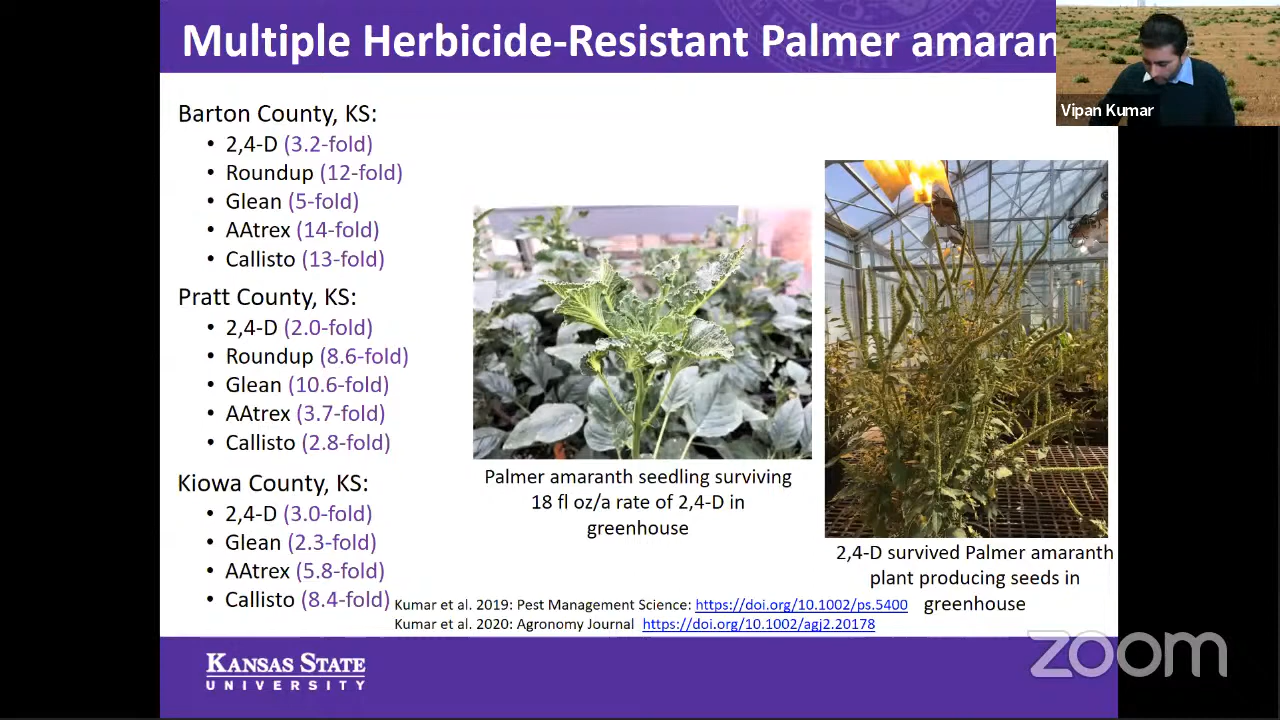 Multiple Herbicide-Resistant Palmer amaran
Vipan Kumar
Barton County, KS:
• 2,4-D (3.2-fold)
• Roundup (12-fold)
• Glean (5-fold)
• AAtrex (14-fold)
• Callisto (13-fold)
Pratt County, KS:
• 2,4-D (2.0-fold)
• Roundup (8.6-fold)
• Glean (10.6-fold)
• AAtrex (3.7-fold)
• Callisto (2.8-fold)
Kiowa County, KS:
• 2,4-D (3.0-fold)
• Glean (2.3-fold)
• AAtrex (5.8-fold)
• Callisto (8.4-fold)
Palmer amaranth seedling surviving
18 fl oz/a rate of 2,4-D in
greenhouse
2,4-D survived Palmer amaranth
plant producing seeds in
greenhouse
Kumar et al. 2019: Pest Management Science: https://doi.org/10.1002/ps.5400
Kumar et al. 2020: Agronomy Journal https://doi.org/10.1002/agj2.20178
KANSAS STATE
UNIVERSITY
zoom